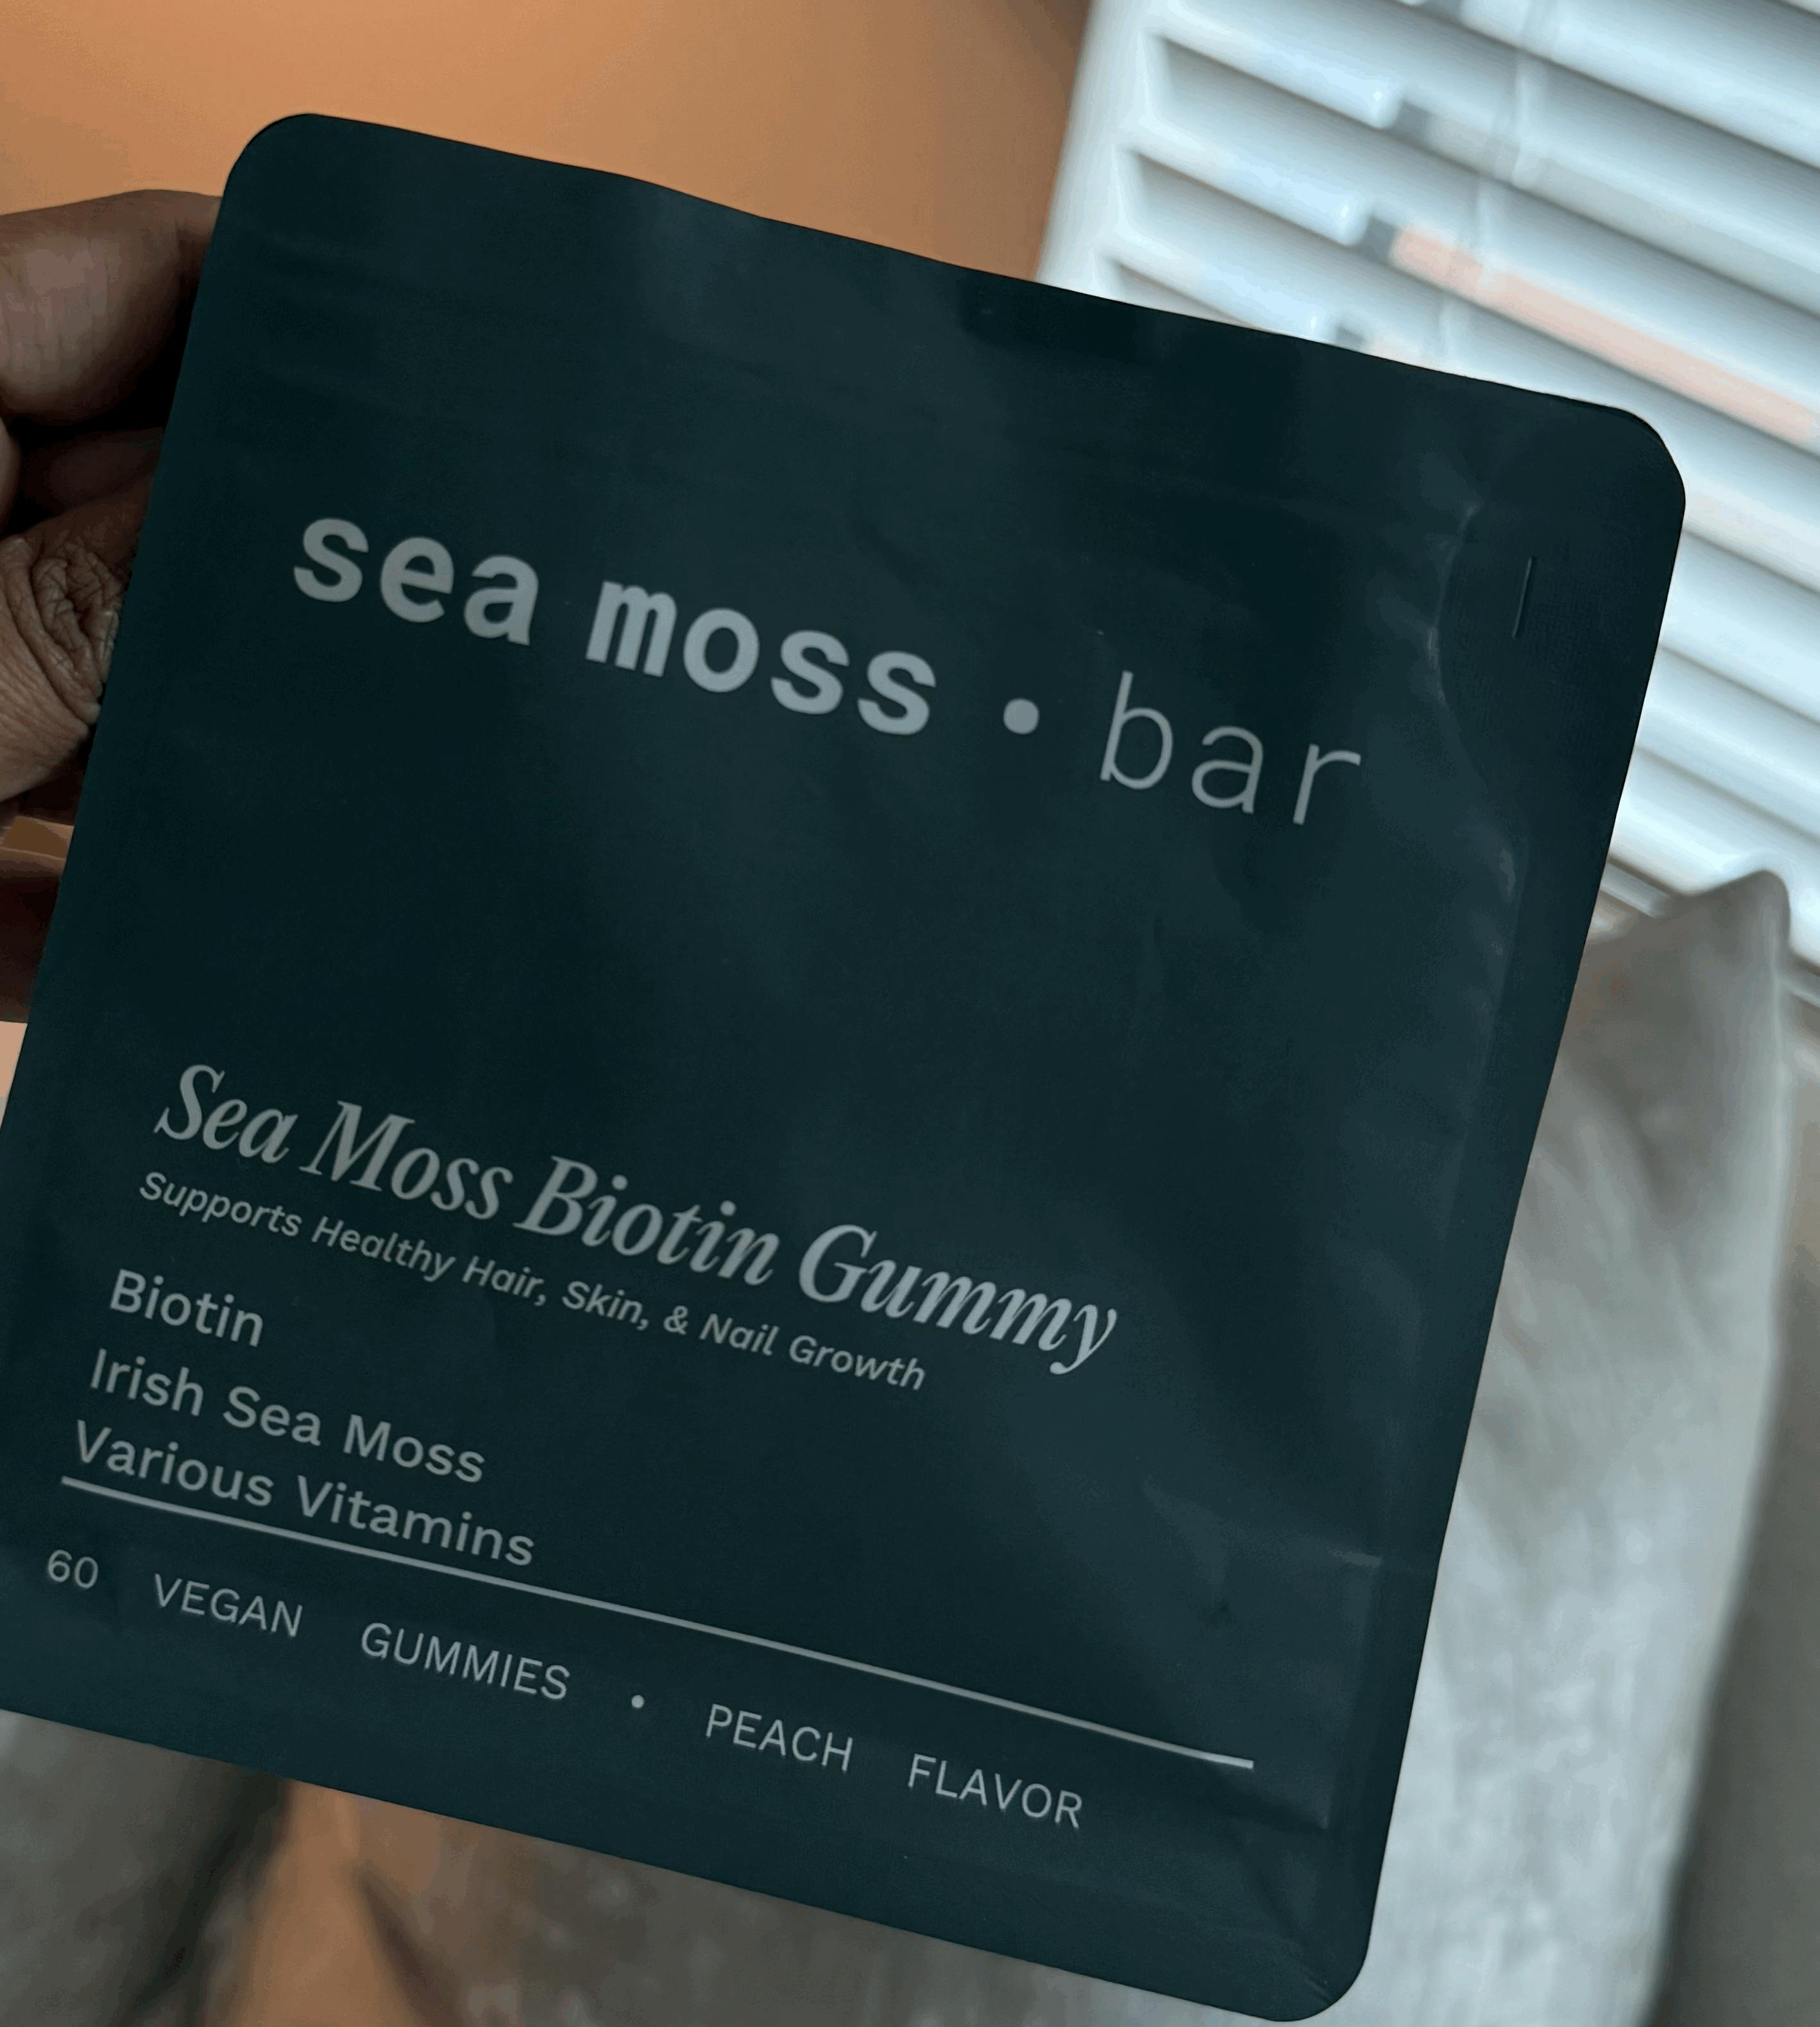 sea moss • bar
Sea Moss Biotin Gummy
Supports Healthy Hair, Skin, & Nail Growth
Biotin
Irish Sea Moss
Various Vitamins
60 VEGAN GUMMIES • PEACH FLAVOR